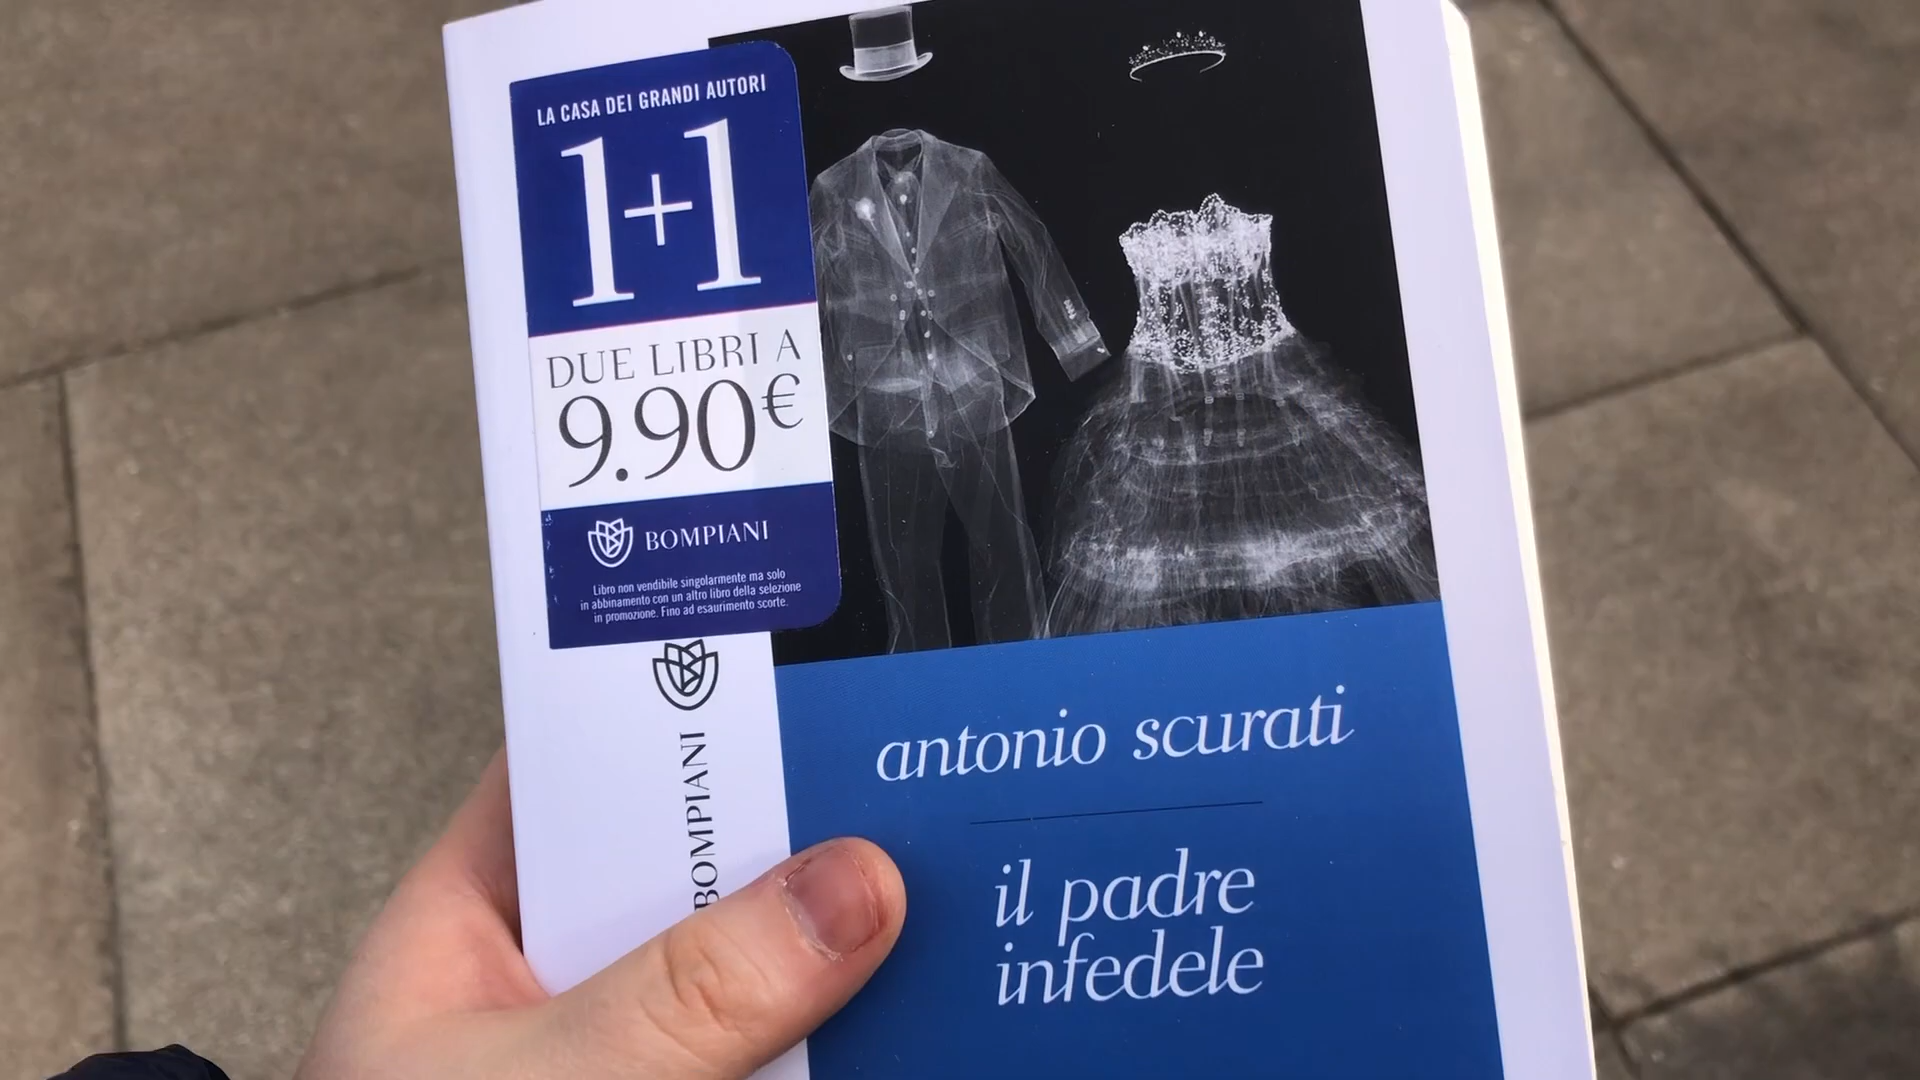 LA CASA DEI GRANDI AUTORI
1+1
DUE LIBRI A
9.90€
BOMPIANI
Libro non vendibile singolarmente ma solo
in abbinamento con un altro libro della selezione
in promozione. Fino ad esaurimento scorte.
BOMPIANI
antonio scurati
il padre
infedele